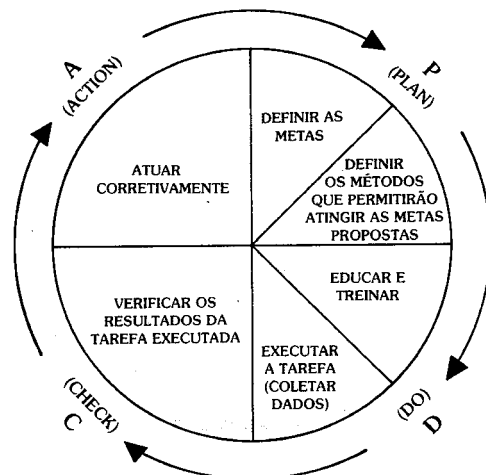 A
(ACTION)
P
(PLAN)
DEFINIR AS
METAS
DEFINIR
OS MÉTODOS
QUE PERMITIRÃO
ATINGIR AS METAS
PROPOSTAS
ATUAR
CORRETIVAMENTE
EDUCAR E
TREINAR
VERIFICAR OS
RESULTADOS DA
TAREFA EXECUTADA
EXECUTAR
A TAREFA
(COLETAR
DADOS)
(CHECK)
C
(DO)
D